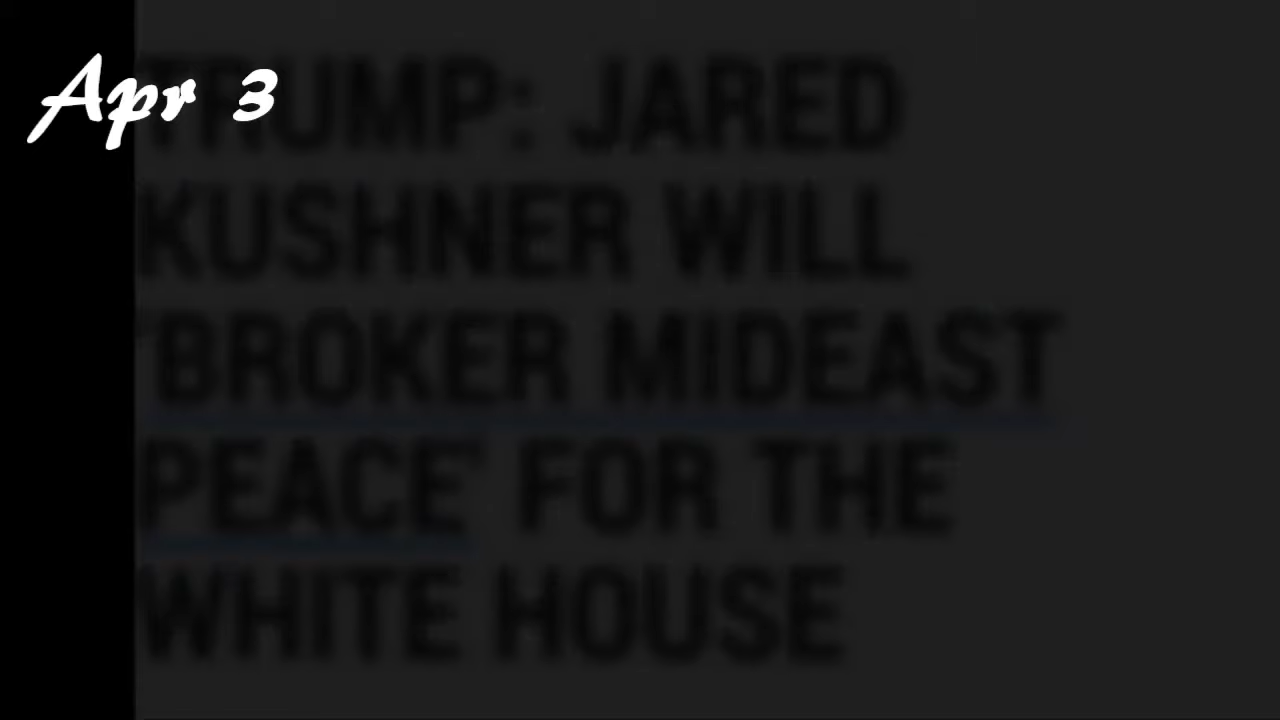 Apr 3
TRUMP: JARED
KUSHNER WILL
'BROKER MIDEAST
PEACE' FOR THE
WHITE HOUSE